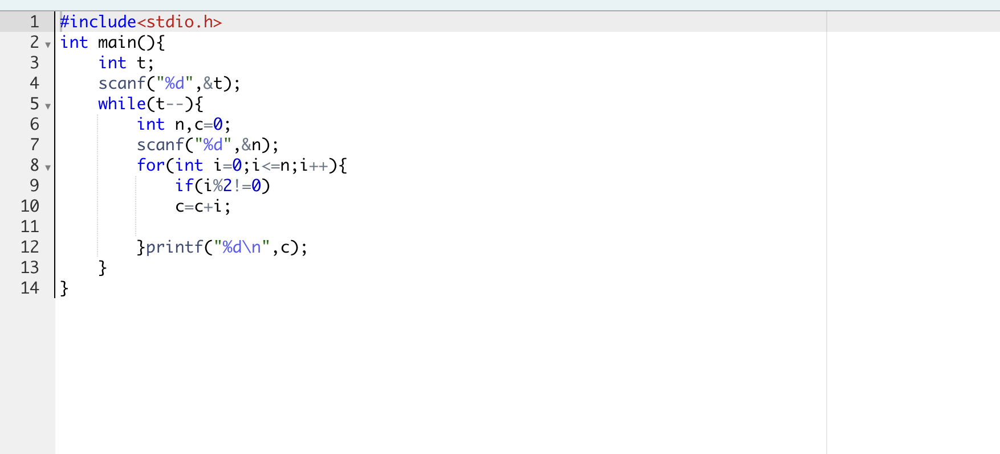 1 #include<stdio.h>
2 int main(){
3     int t;
4     scanf("%d",&t);
5     while(t--){
6         int n,c=0;
7         scanf("%d",&n);
8         for(int i=0;i<=n;i++){
9             if(i%2!=0)
10             c=c+i;
11
12         }printf("%d\n",c);
13     }
14 }